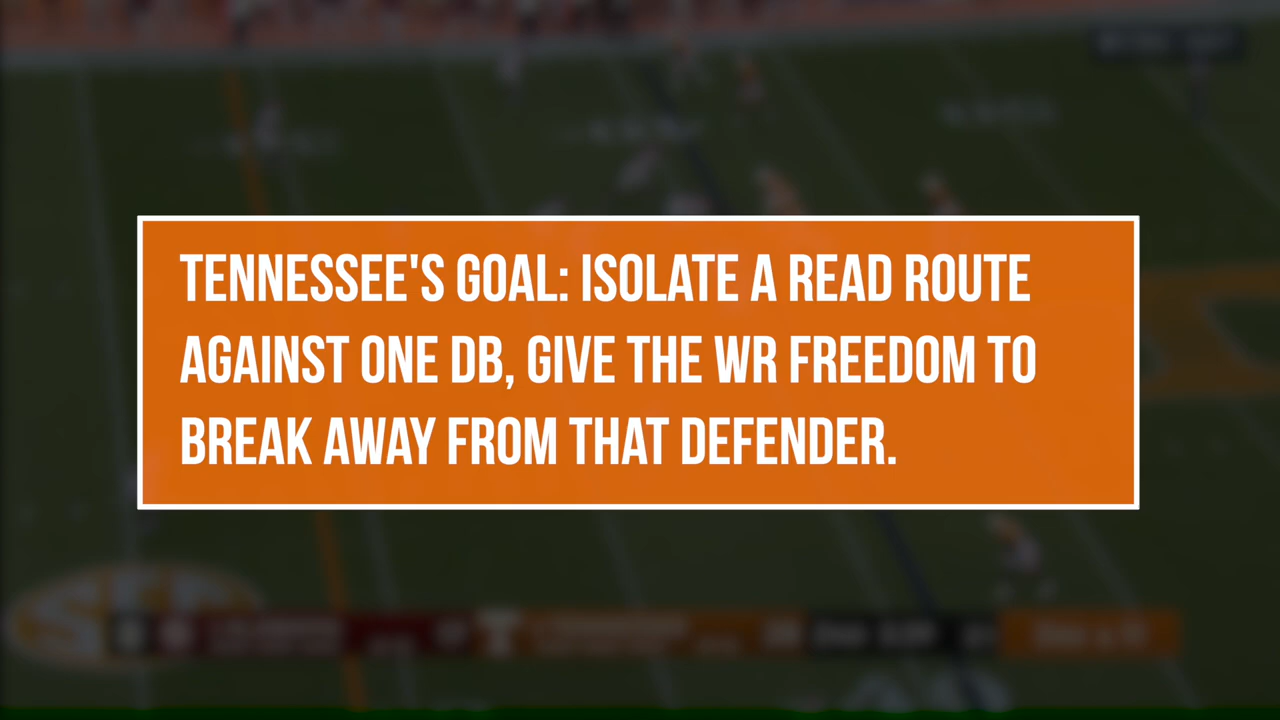 TENNESSEE'S GOAL: ISOLATE A READ ROUTE
AGAINST ONE DB, GIVE THE WR FREEDOM TO
BREAK AWAY FROM THAT DEFENDER.